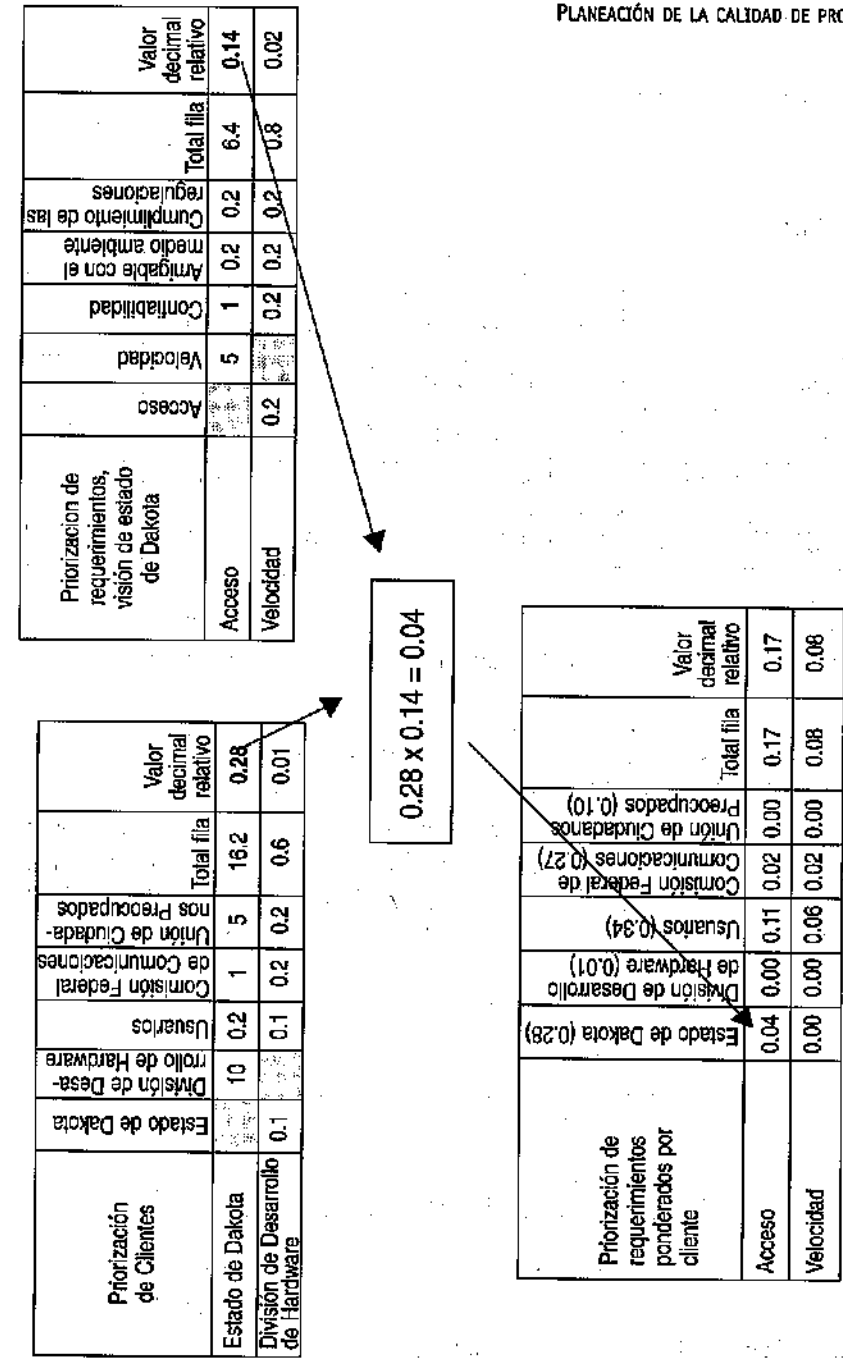 PLANEACIÓN DE LA CALIDAD DE PRO
Priorización
de Clientes
Estado de Dakota
División de Desa-
rrollo de Hardware
Usuarios
Comisión Federal
de Comunicaciones
Unión de Ciudada-
nos Preocupados
Total fila
Valor
decimal
relativo
Estado de Dakota 10 0.2 1 5 16.2 0.28
División de Desarrollo
de Hardware 0.1 0.1 0.2 0.2 0.6 0.01
Priorizacion de
requerimientos,
visión de estado
de Dakota
Acceso
Velocidad
Confiabilidad
Amigable con el
medio ambiente
Cumplimiento de las
regulaciones
Total fila
Valor
decimal
relativo
Acceso 5 1 0.2 0.2 6.4 0.14
Velocidad 0.2 0.2 0.2 0.2 0.8 0.02
0.28 x 0.14 = 0.04
Priorización de
requerimientos
ponderados por
cliente
Estado de Dakota (0.28)
División de Desarrollo
de Hardware (0.01)
Usuarios (0.34)
Comisión Federal de
Comunicaciones (0.27)
Unión de Ciudadanos
Preocupados (0.10)
Total fila
Valor
decimal
relativo
Acceso 0.04 0.00 0.11 0.02 0.00 0.17 0.17
Velocidad 0.00 0.00 0.06 0.02 0.00 0.08 0.08